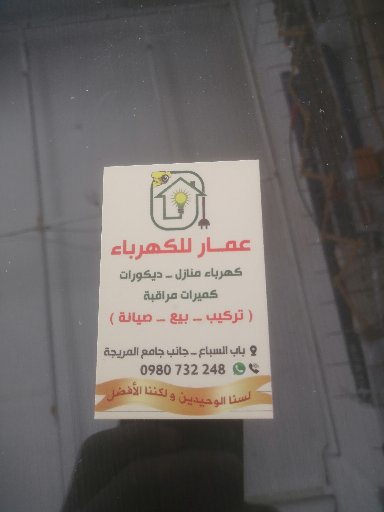 عمار للكهرباء
كهرباء منازل - ديكورات
كميرات مراقبة
( تركيب - بيع - صيانة )
باب السباع - جانب جامع المريجة
0980 732 248
لسنا الوحيدين ولكننا الأفضل